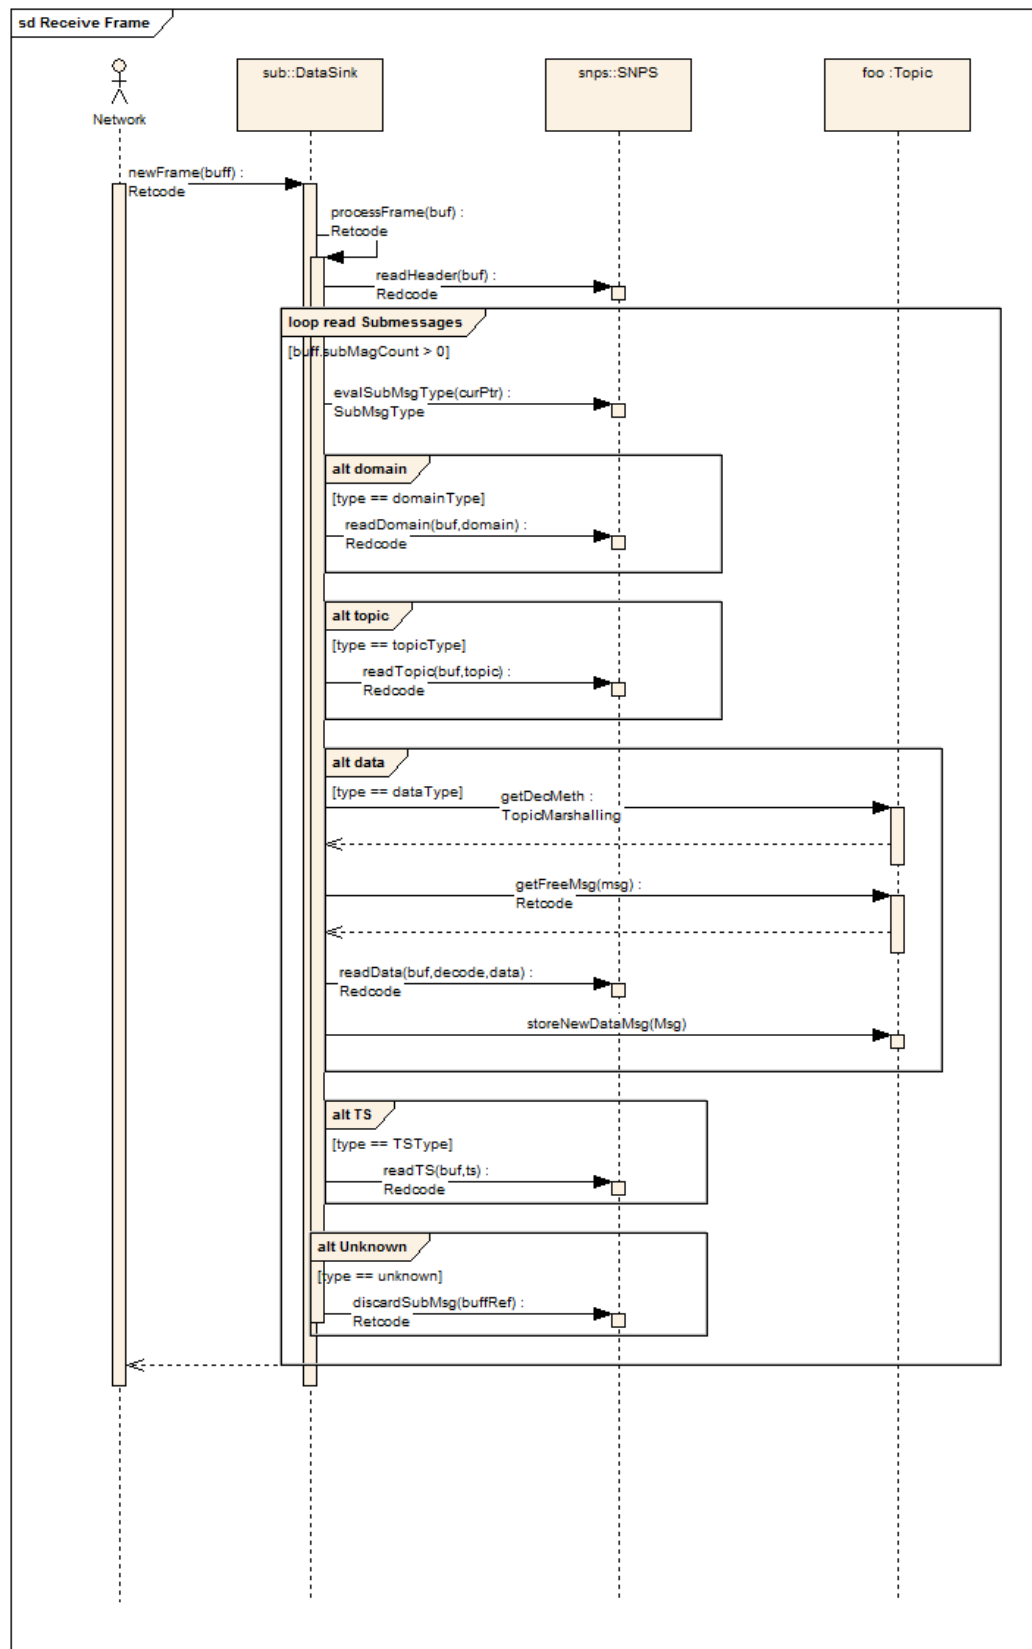 sd Receive Frame
Network
sub::DataSink
snps::SNPS
foo :Topic
newFrame(buff) :
Retcode
processFrame(buf) :
Retcode
readHeader(buf) :
Redcode
loop read Submessages
[buff.subMagCount > 0]
evalSubMsgType(curPtr) :
SubMsgType
alt domain
[type == domainType]
readDomain(buf,domain) :
Redcode
alt topic
[type == topicType]
readTopic(buf,topic) :
Redcode
alt data
[type == dataType]
getDecMeth :
TopicMarshalling
getFreeMsg(msg) :
Retcode
readData(buf,decode,data) :
Redcode
storeNewDataMsg(Msg)
alt TS
[type == TSType]
readTS(buf,ts) :
Redcode
alt Unknown
[type == unknown]
discardSubMsg(buffRef) :
Retcode